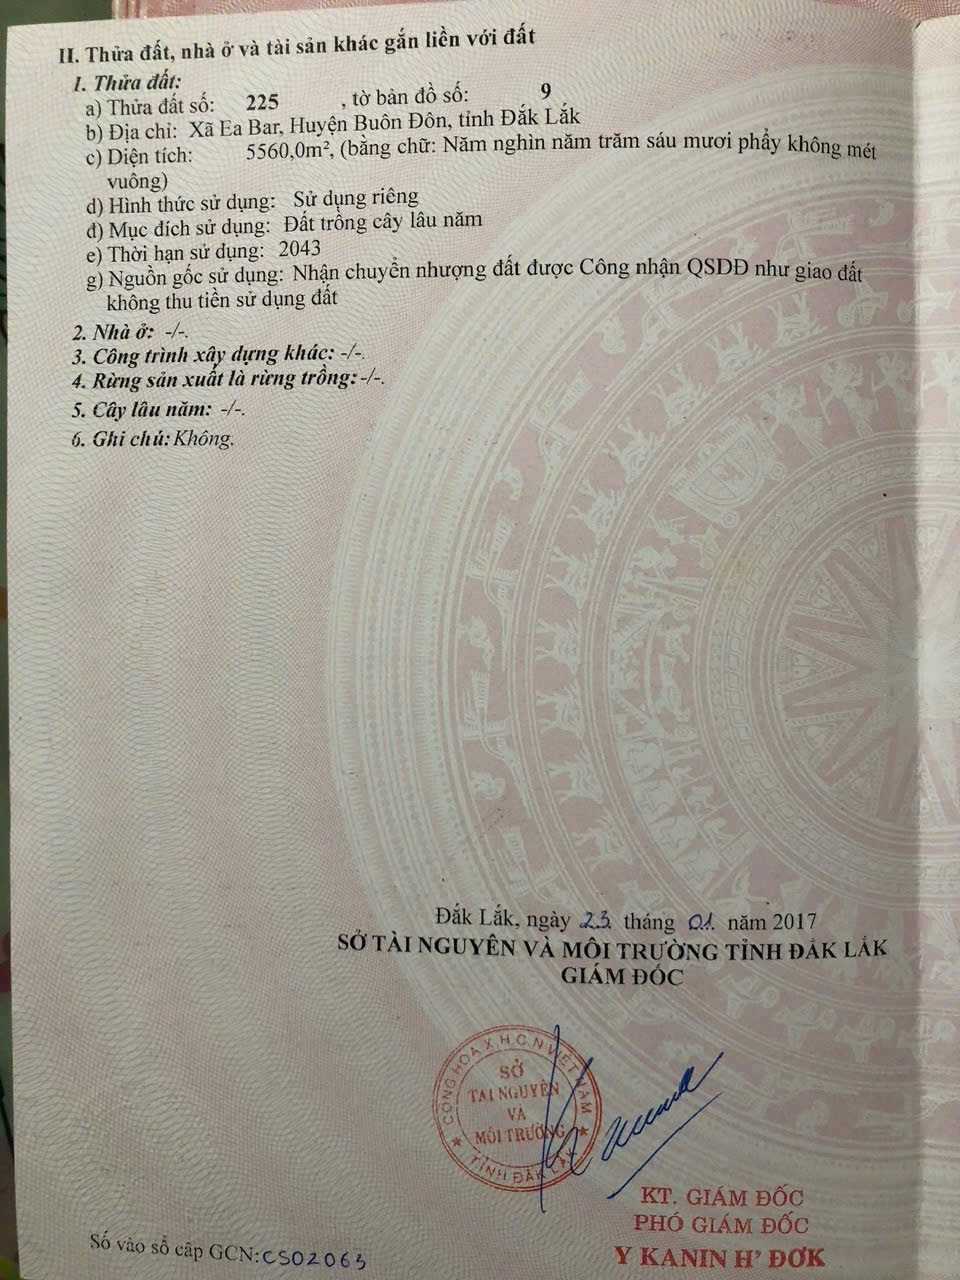 II. Thửa đất, nhà ở và tài sản khác gắn liền với đất
1. Thửa đất:
a) Thửa đất số: 225 , tờ bản đồ số: 9
b) Địa chỉ: Xã Ea Bar, Huyện Buôn Đôn, tỉnh Đắk Lắk
c) Diện tích: 5560,0m², (bằng chữ: Năm nghìn năm trăm sáu mươi phẩy không mét
vuông)
d) Hình thức sử dụng: Sử dụng riêng
đ) Mục đích sử dụng: Đất trồng cây lâu năm
e) Thời hạn sử dụng: 2043
g) Nguồn gốc sử dụng: Nhận chuyển nhượng đất được Công nhận QSDĐ như giao đất
không thu tiền sử dụng đất
2. Nhà ở: -/-.
3. Công trình xây dựng khác: -/-.
4. Rừng sản xuất là rừng trồng: -/-.
5. Cây lâu năm: -/-.
6. Ghi chú: Không.
Đắk Lắk, ngày 23 tháng 01 năm 2017
SỞ TÀI NGUYÊN VÀ MÔI TRƯỜNG TỈNH ĐẮK LẮK
GIÁM ĐỐC
CỘNG HÒA X.H.C.N VIỆT NAM
SỞ
TÀI NGUYÊN
VÀ
MÔI TRƯỜNG
TỈNH ĐẮK LẮK
KT. GIÁM ĐỐC
PHÓ GIÁM ĐỐC
Y KANIN H' ĐƠK
Số vào sổ cấp GCN: CS02063